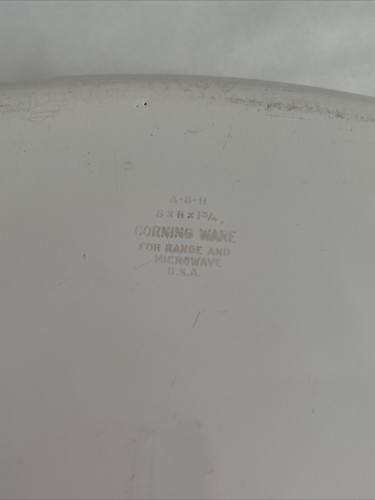 A-8-B
8 x 8 x 1¾
CORNING WARE
FOR RANGE AND
MICROWAVE
U.S.A.